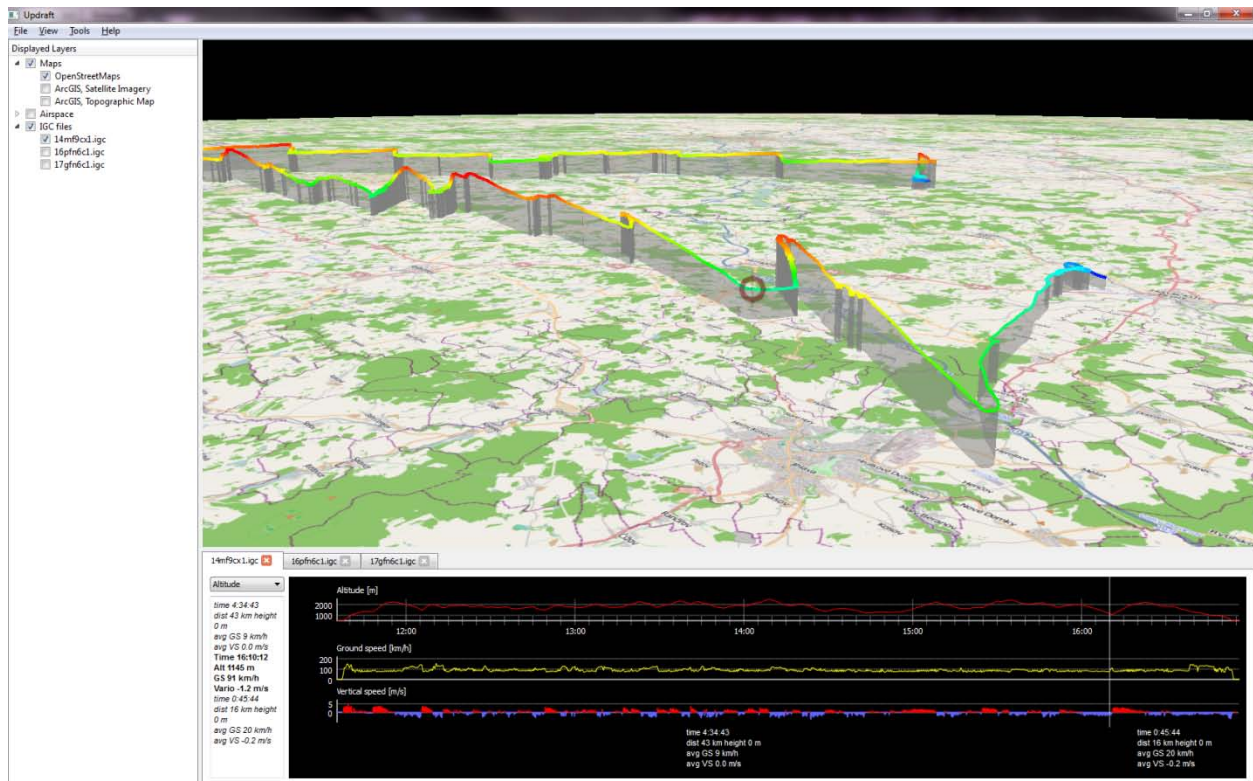 Updraft
File View Tools Help
Displayed Layers
Maps
OpenStreetMaps
ArcGIS, Satellite Imagery
ArcGIS, Topographic Map
Airspace
IGC files
14mf9cx1.igc
16pfn6c1.igc
17gfn6c1.igc
14mf9cx1.igc 16pfn6c1.igc 17gfn6c1.igc
Altitude
time 4:34:43
dist 43 km height
0 m
avg GS 9 km/h
avg VS 0.0 m/s
Time 16:10:12
Alt 1145 m
GS 91 km/h
Vario -1.2 m/s
time 0:45:44
dist 16 km height
0 m
avg GS 20 km/h
avg VS -0.2 m/s
Altitude [m]
2000
1000
12:00 13:00 14:00 15:00 16:00
Ground speed [km/h]
200
100
0
Vertical speed [m/s]
5
0
time 4:34:43
dist 43 km height 0 m
avg GS 9 km/h
avg VS 0.0 m/s
time 0:45:44
dist 16 km height 0 m
avg GS 20 km/h
avg VS -0.2 m/s